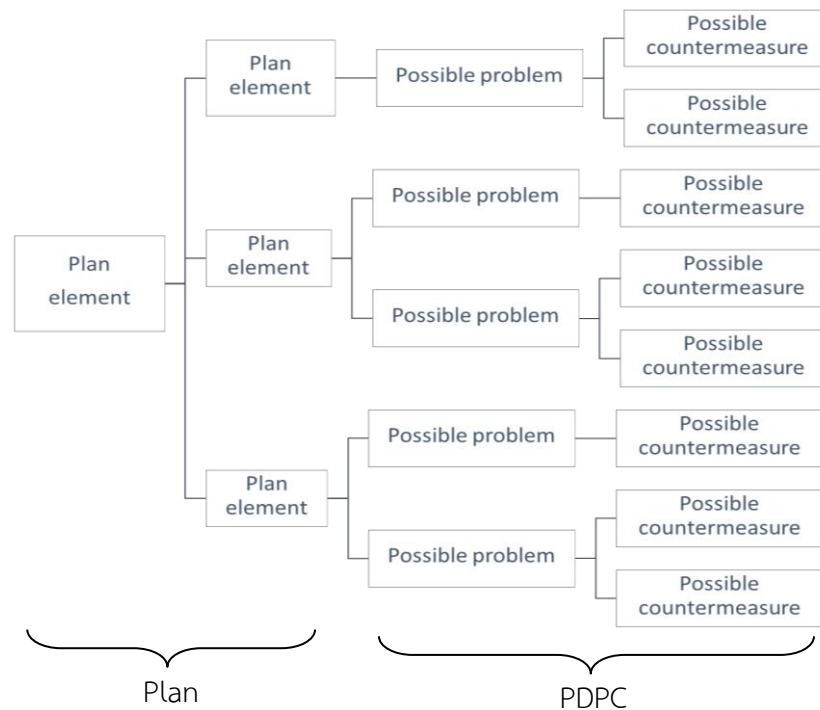 Plan
element
Plan
element
Possible problem
Possible
countermeasure
Possible
countermeasure
Plan
element
Possible problem
Possible
countermeasure
Possible problem
Possible
countermeasure
Possible
countermeasure
Plan
element
Possible problem
Possible
countermeasure
Possible problem
Possible
countermeasure
Possible
countermeasure
Plan
PDPC